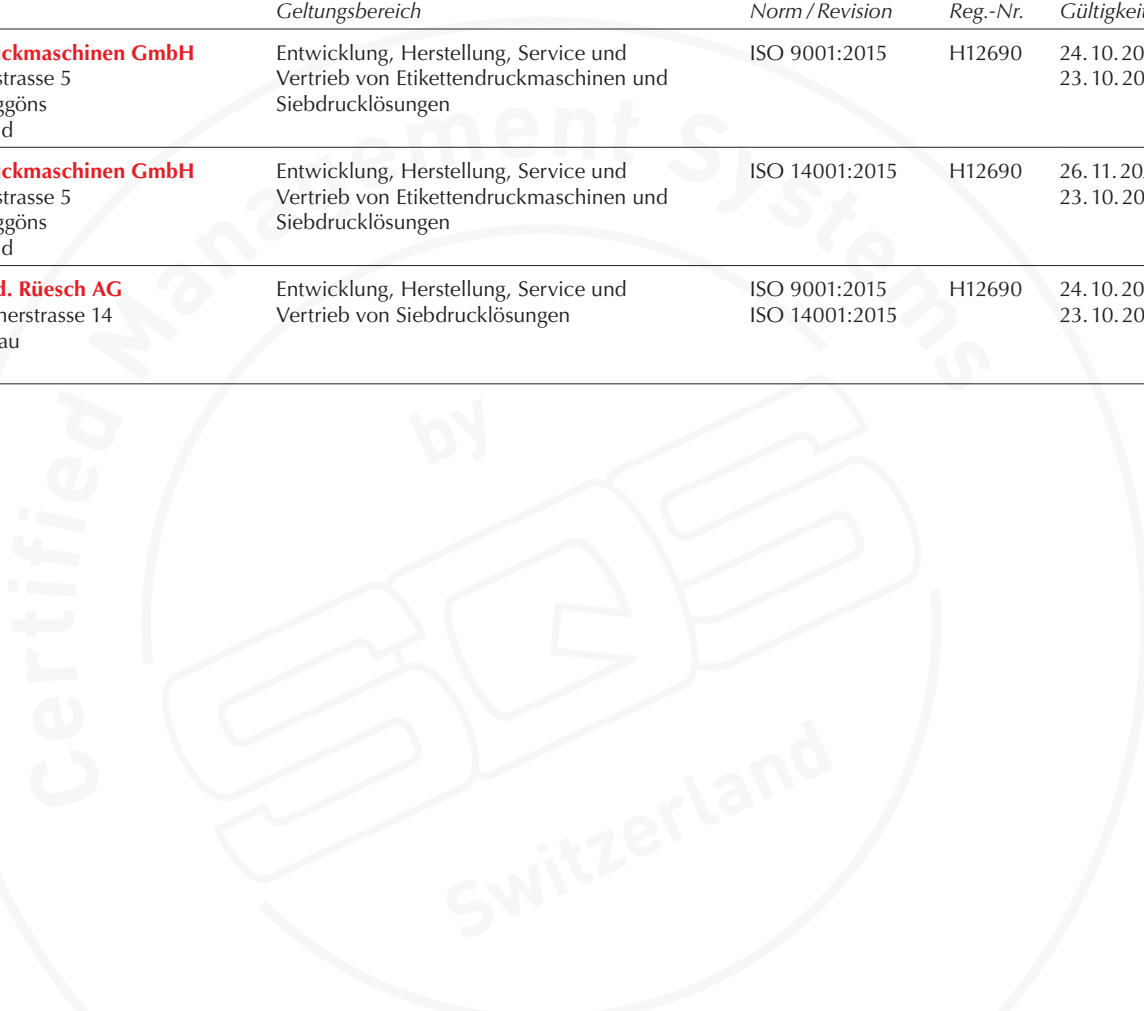 Geltungsbereich Norm / Revision Reg.-Nr. Gültigkeit
uckmaschinen GmbH Entwicklung, Herstellung, Service und ISO 9001:2015 H12690 24. 10. 20
strasse 5 Vertrieb von Etikettendruckmaschinen und 23. 10. 20
ggöns Siebdrucklösungen
d
uckmaschinen GmbH Entwicklung, Herstellung, Service und ISO 14001:2015 H12690 26. 11. 20
strasse 5 Vertrieb von Etikettendruckmaschinen und 23. 10. 20
ggöns Siebdrucklösungen
d
d. Rüesch AG Entwicklung, Herstellung, Service und ISO 9001:2015 H12690 24. 10. 20
nerstrasse 14 Vertrieb von Siebdrucklösungen ISO 14001:2015 23. 10. 20
au
Certified Management Systems
by
SQS
Switzerland